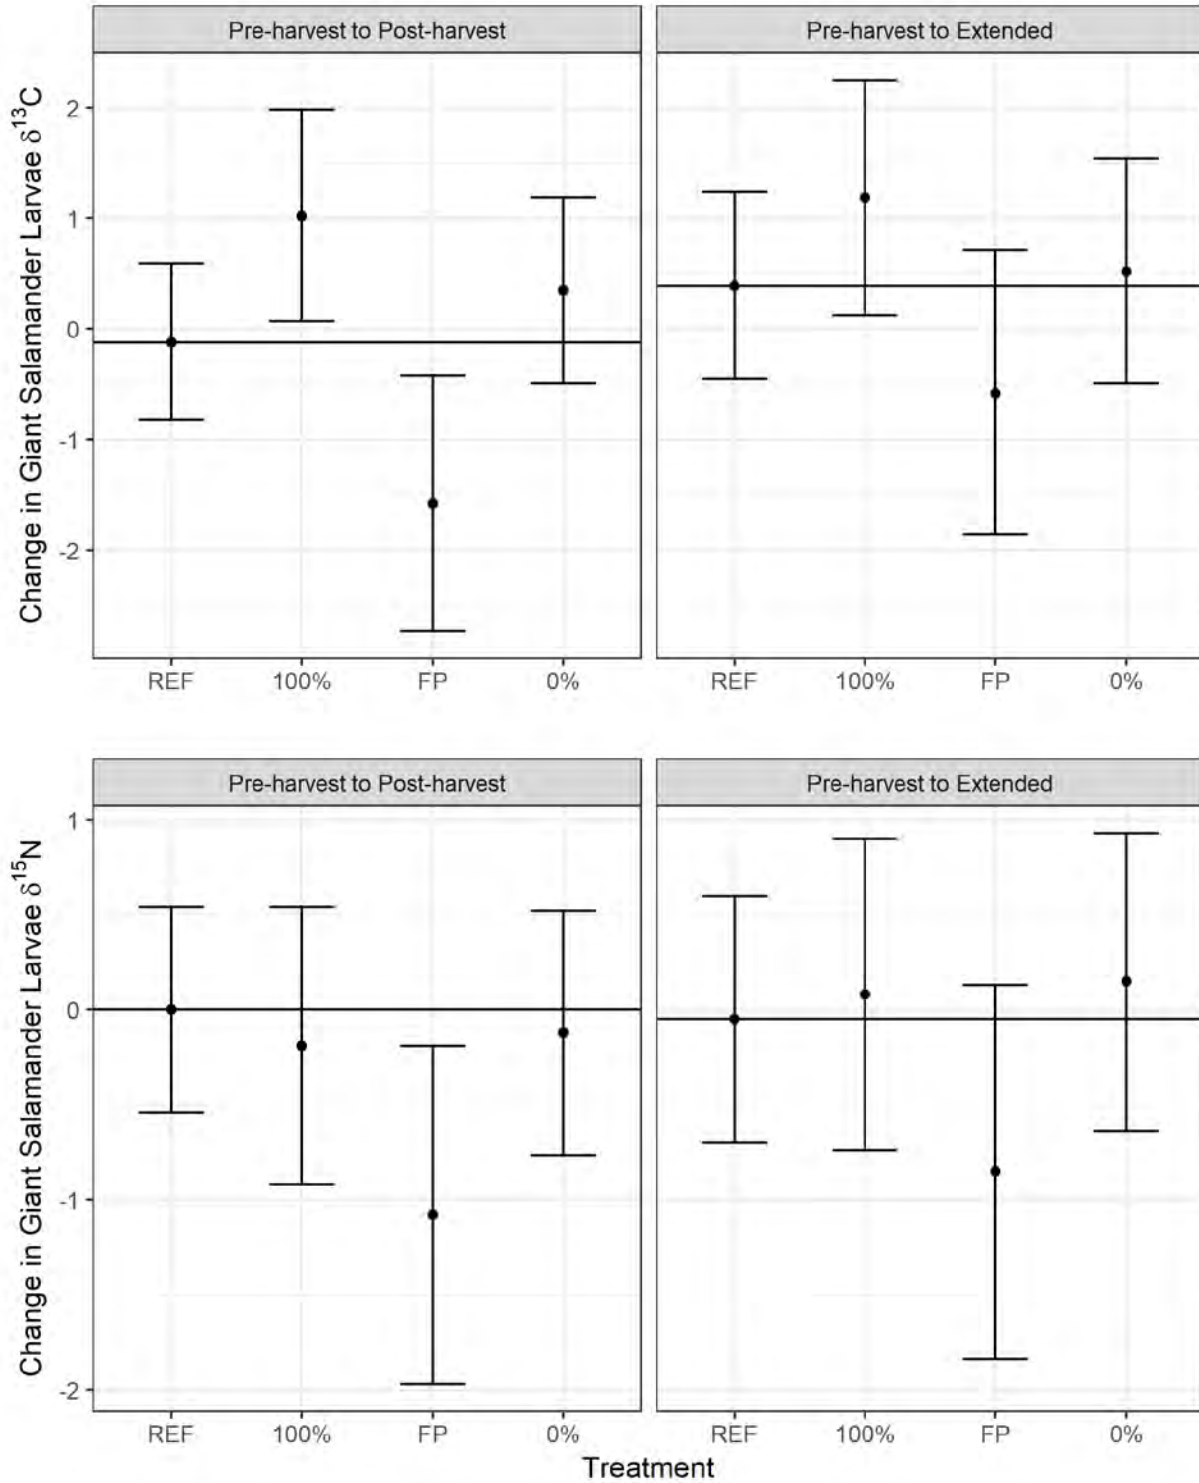 Pre-harvest to Post-harvest
Pre-harvest to Extended
Change in Giant Salamander Larvae δ¹³C
2
1
0
-1
-2
REF 100% FP 0%
REF 100% FP 0%
Pre-harvest to Post-harvest
Pre-harvest to Extended
Change in Giant Salamander Larvae δ¹⁵N
1
0
-1
-2
REF 100% FP 0%
REF 100% FP 0%
Treatment